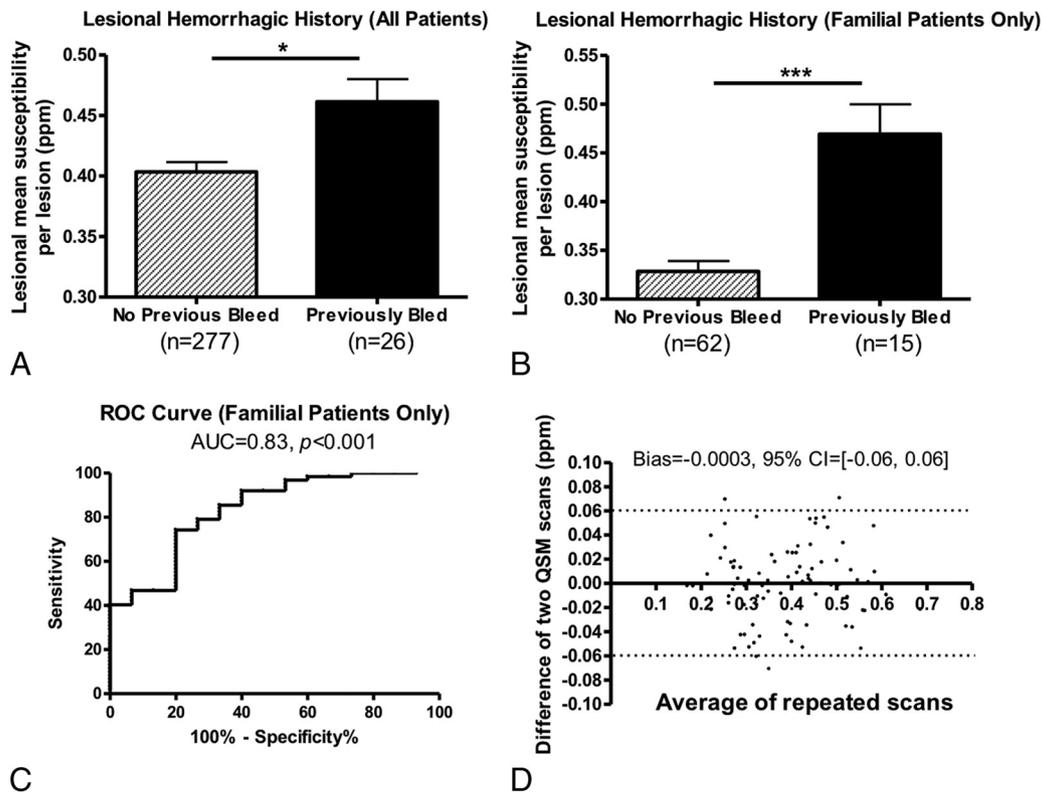 Lesional Hemorrhagic History (All Patients)
Lesional mean susceptibility
per lesion (ppm)
0.50
0.45
0.40
0.35
0.30
*
No Previous Bleed
Previously Bled
(n=277)
(n=26)
A
Lesional Hemorrhagic History (Familial Patients Only)
Lesional mean susceptibility
per lesion (ppm)
0.55
0.50
0.45
0.40
0.35
0.30
***
No Previous Bleed
Previously Bled
(n=62)
(n=15)
B
ROC Curve (Familial Patients Only)
AUC=0.83, p<0.001
Sensitivity
100
80
60
40
20
0
0 20 40 60 80 100
100% - Specificity%
C
Difference of two QSM scans (ppm)
Bias=-0.0003, 95% CI=[-0.06, 0.06]
0.10
0.08
0.06
0.04
0.02
0.00
-0.02
-0.04
-0.06
-0.08
-0.10
0.1 0.2 0.3 0.4 0.5 0.6 0.7 0.8
Average of repeated scans
D